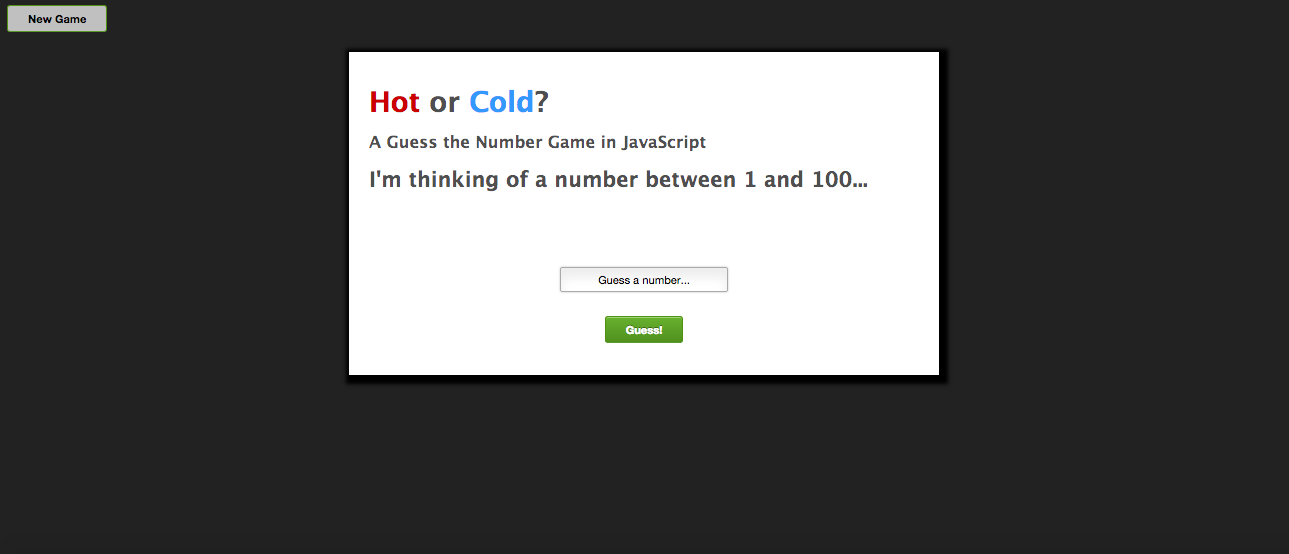 New Game
Hot or Cold?
A Guess the Number Game in JavaScript
I'm thinking of a number between 1 and 100...
Guess a number...
Guess!